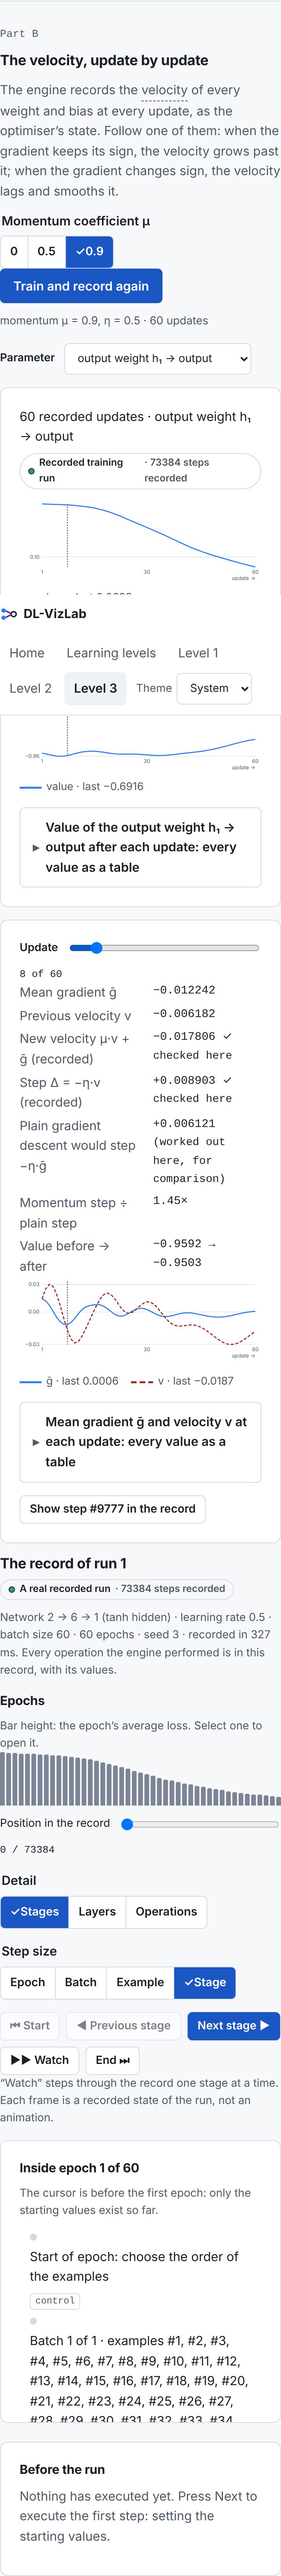 Part B
The velocity, update by update
The engine records the velocity of every
weight and bias at every update, as the
optimiser's state. Follow one of them: when the
gradient keeps its sign, the velocity grows past
it; when the gradient changes sign, the velocity
lags and smooths it.
Momentum coefficient μ
0 0.5 ✓0.9
Train and record again
momentum μ = 0.9, η = 0.5 · 60 updates
Parameter output weight h₁ → output
60 recorded updates · output weight h₁
→ output
Recorded training · 73384 steps
run recorded
0.10
1 30 60
update →
DL-VizLab
Home Learning levels Level 1
Level 2 Level 3 Theme System
−0.96
1 30 60
update →
value · last −0.6916
▶ Value of the output weight h₁ →
output after each update: every
value as a table
Update
8 of 60
Mean gradient ḡ −0.012242
Previous velocity v −0.006182
New velocity μ·v + −0.017806 ✓
ḡ (recorded) checked here
Step Δ = −η·v +0.008903 ✓
(recorded) checked here
Plain gradient +0.006121
descent would step (worked out
−η·ḡ here, for
comparison)
Momentum step ÷ 1.45×
plain step
Value before → −0.9592 →
after −0.9503
0.03
0.00
−0.03
1 30 60
update →
ḡ · last 0.0006 v · last −0.0187
▶ Mean gradient ḡ and velocity v at
each update: every value as a
table
Show step #9777 in the record
The record of run 1
A real recorded run · 73384 steps recorded
Network 2 → 6 → 1 (tanh hidden) · learning rate 0.5 ·
batch size 60 · 60 epochs · seed 3 · recorded in 327
ms. Every operation the engine performed is in this
record, with its values.
Epochs
Bar height: the epoch's average loss. Select one to
open it.
Position in the record
0 / 73384
Detail
✓Stages Layers Operations
Step size
Epoch Batch Example ✓Stage
⏮ Start ◀ Previous stage Next stage ▶
▶▶ Watch End ⏭
“Watch” steps through the record one stage at a time.
Each frame is a recorded state of the run, not an
animation.
Inside epoch 1 of 60
The cursor is before the first epoch: only the
starting values exist so far.
Start of epoch: choose the order of
the examples
control
Batch 1 of 1 · examples #1, #2, #3,
#4, #5, #6, #7, #8, #9, #10, #11, #12,
#13, #14, #15, #16, #17, #18, #19, #20,
#21, #22, #23, #24, #25, #26, #27,
#28, #29, #30, #31, #32, #33, #34,
Before the run
Nothing has executed yet. Press Next to
execute the first step: setting the
starting values.